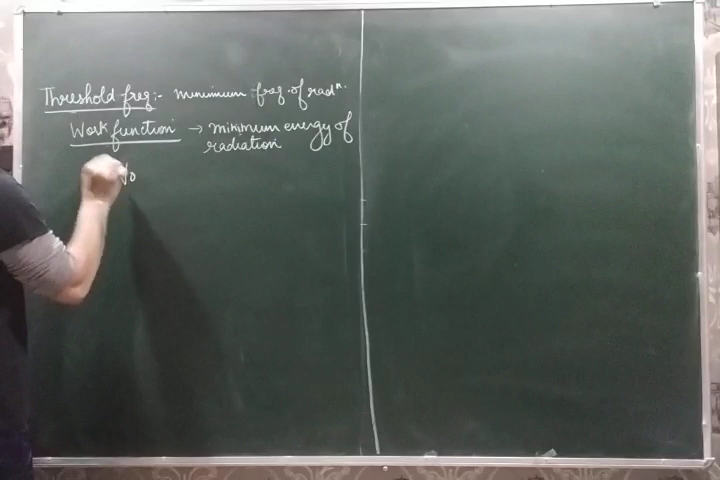 Threshold freq:- minimum freq. of radⁿ.
Work function → minimum energy of
radiation